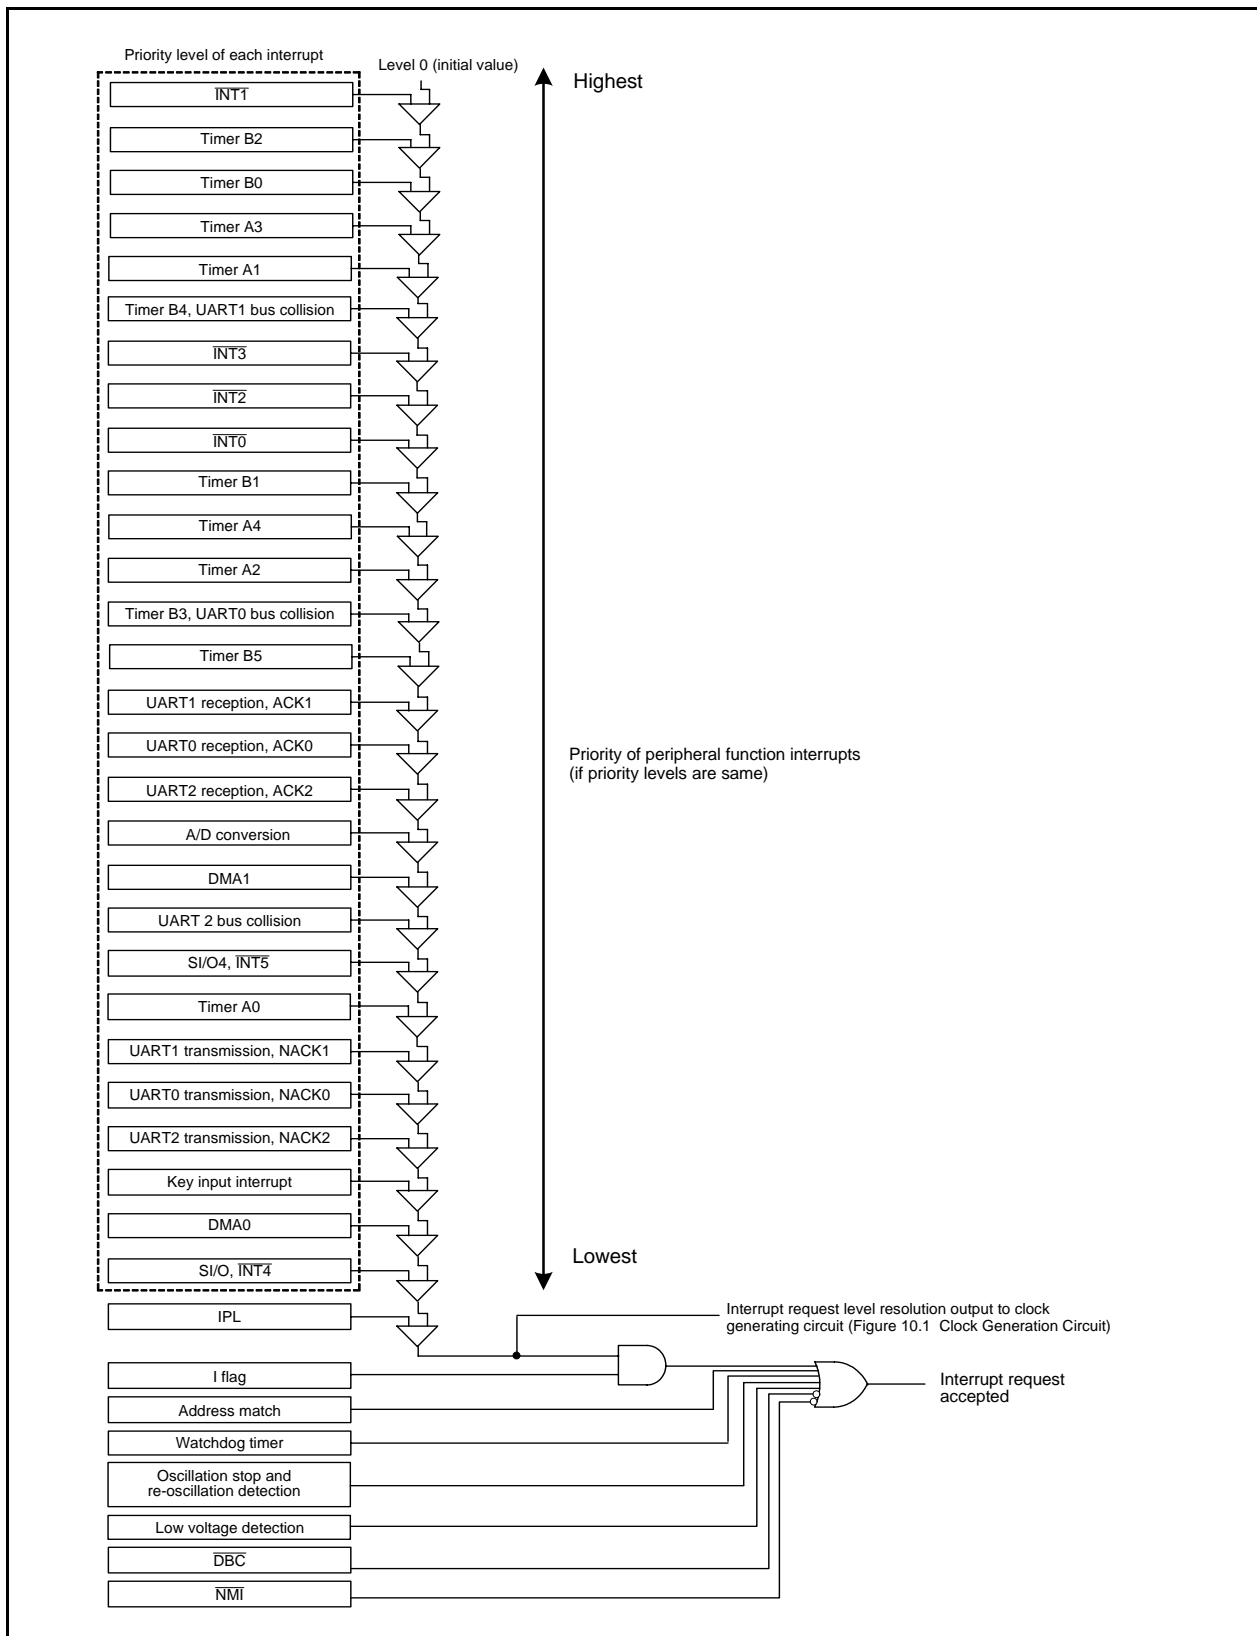 Priority level of each interrupt
Level 0 (initial value)
Highest
INT1
Timer B2
Timer B0
Timer A3
Timer A1
Timer B4, UART1 bus collision
INT3
INT2
INT0
Timer B1
Timer A4
Timer A2
Timer B3, UART0 bus collision
Timer B5
UART1 reception, ACK1
UART0 reception, ACK0
Priority of peripheral function interrupts
(if priority levels are same)
UART2 reception, ACK2
A/D conversion
DMA1
UART 2 bus collision
SI/O4, INT5
Timer A0
UART1 transmission, NACK1
UART0 transmission, NACK0
UART2 transmission, NACK2
Key input interrupt
DMA0
Lowest
SI/O, INT4
IPL
Interrupt request level resolution output to clock
generating circuit (Figure 10.1 Clock Generation Circuit)
I flag
Interrupt request
accepted
Address match
Watchdog timer
Oscillation stop and
re-oscillation detection
Low voltage detection
DBC
NMI